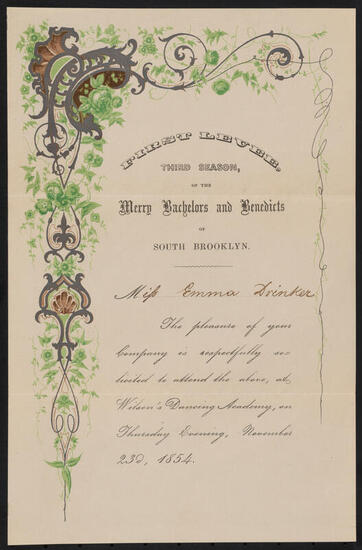 FIRST LEVEE,
THIRD SEASON,
OF THE
Merry Bachelors and Benedicts
OF
SOUTH BROOKLYN.
Miſs Emma Drinker
The pleasure of your
Company is respectfully so-
licited to attend the above, at
Wilson's Dancing Academy, on
Thursday Evening, November
23d, 1854.